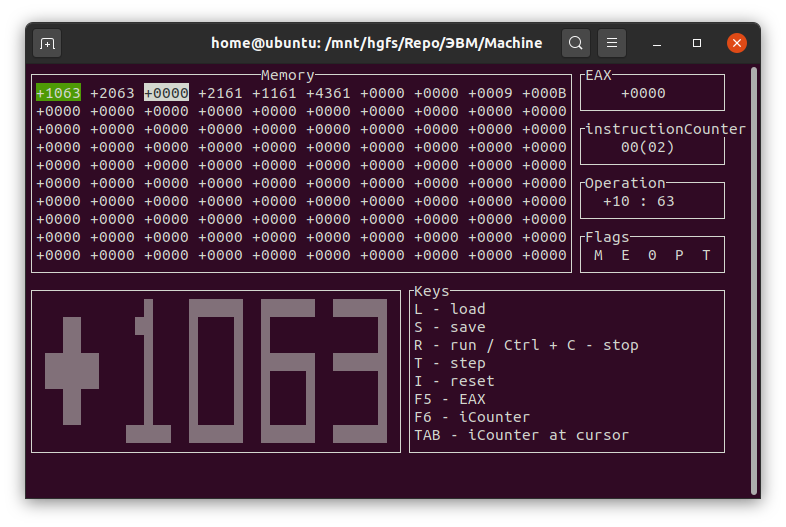 home@ubuntu: /mnt/hgfs/Repo/ЭВМ/Machine
Memory
+1063 +2063 +0000 +2161 +1161 +4361 +0000 +0000 +0009 +000B
+0000 +0000 +0000 +0000 +0000 +0000 +0000 +0000 +0000 +0000
+0000 +0000 +0000 +0000 +0000 +0000 +0000 +0000 +0000 +0000
+0000 +0000 +0000 +0000 +0000 +0000 +0000 +0000 +0000 +0000
+0000 +0000 +0000 +0000 +0000 +0000 +0000 +0000 +0000 +0000
+0000 +0000 +0000 +0000 +0000 +0000 +0000 +0000 +0000 +0000
+0000 +0000 +0000 +0000 +0000 +0000 +0000 +0000 +0000 +0000
+0000 +0000 +0000 +0000 +0000 +0000 +0000 +0000 +0000 +0000
+0000 +0000 +0000 +0000 +0000 +0000 +0000 +0000 +0000 +0000
+0000 +0000 +0000 +0000 +0000 +0000 +0000 +0000 +0000 +0000
EAX
+0000
instructionCounter
00(02)
Operation
+10 : 63
Flags
M E 0 P T
+1063
Keys
L - load
S - save
R - run / Ctrl + C - stop
T - step
I - reset
F5 - EAX
F6 - iCounter
TAB - iCounter at cursor